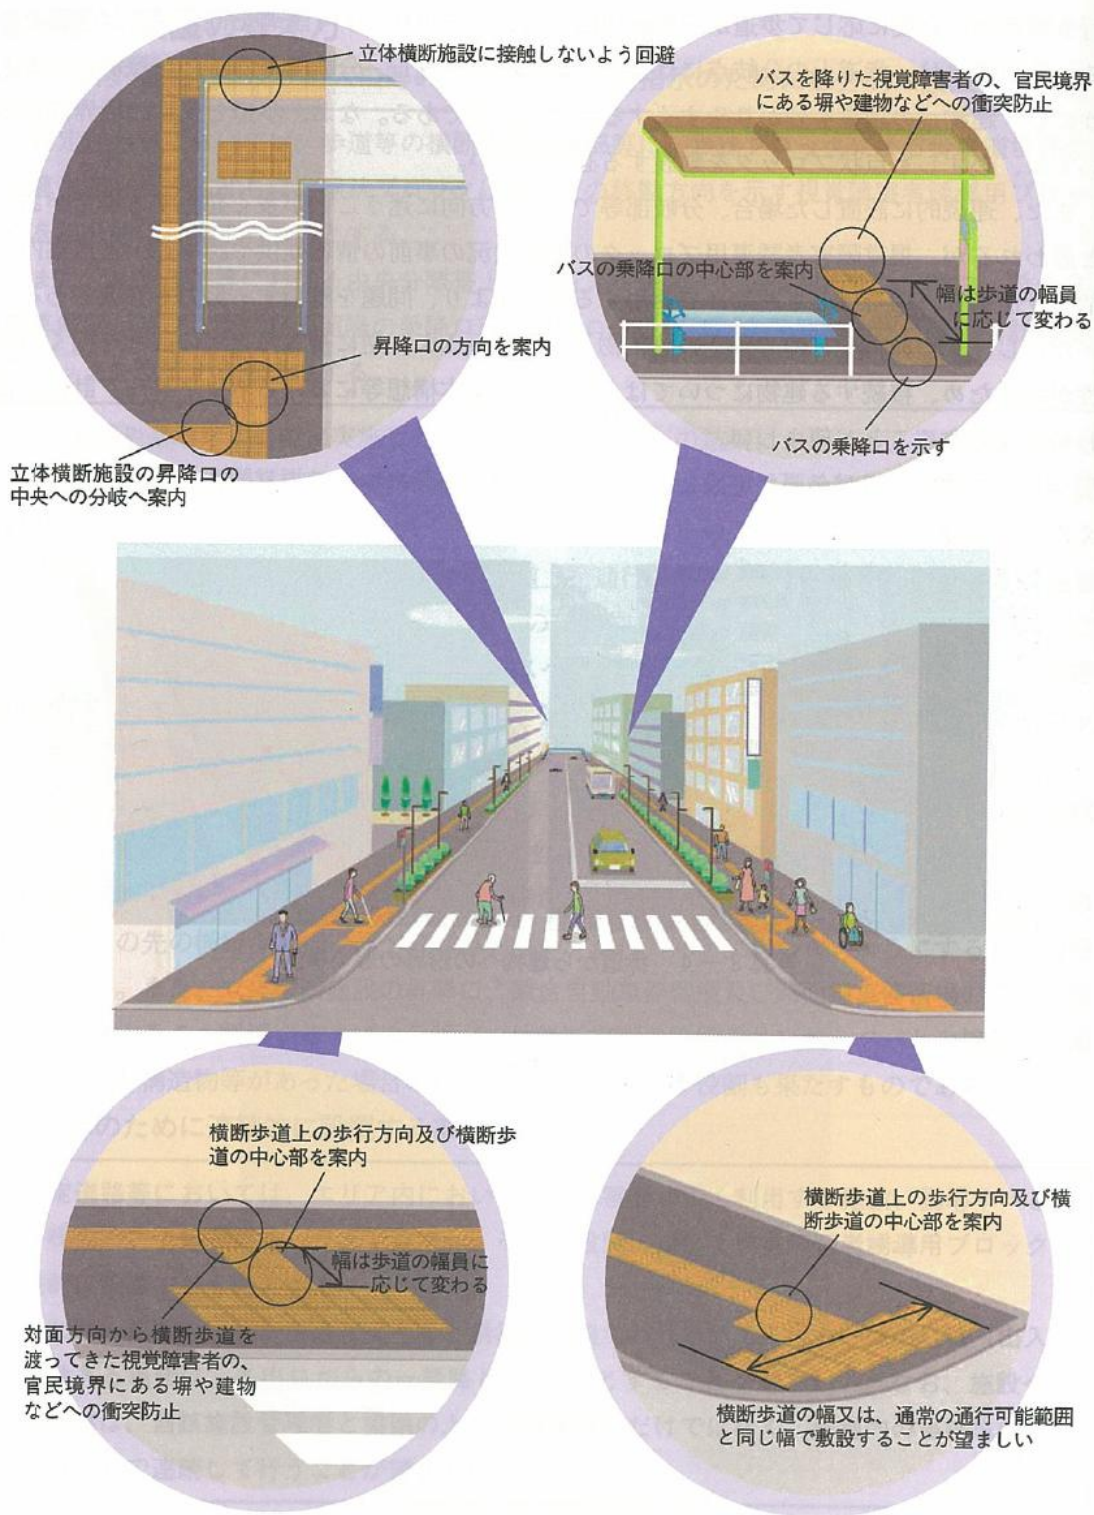 立体横断施設に接触しないよう回避
昇降口の方向を案内
立体横断施設の昇降口の
中央への分岐へ案内
バスを降りた視覚障害者の、官民境界
にある塀や建物などへの衝突防止
バスの乗降口の中心部を案内
幅は歩道の幅員
に応じて変わる
バスの乗降口を示す
横断歩道上の歩行方向及び横断歩
道の中心部を案内
幅は歩道の幅員に
応じて変わる
対面方向から横断歩道を
渡ってきた視覚障害者の、
官民境界にある塀や建物
などへの衝突防止
横断歩道上の歩行方向及び横
断歩道の中心部を案内
横断歩道の幅又は、通常の通行可能範囲
と同じ幅で敷設することが望ましい